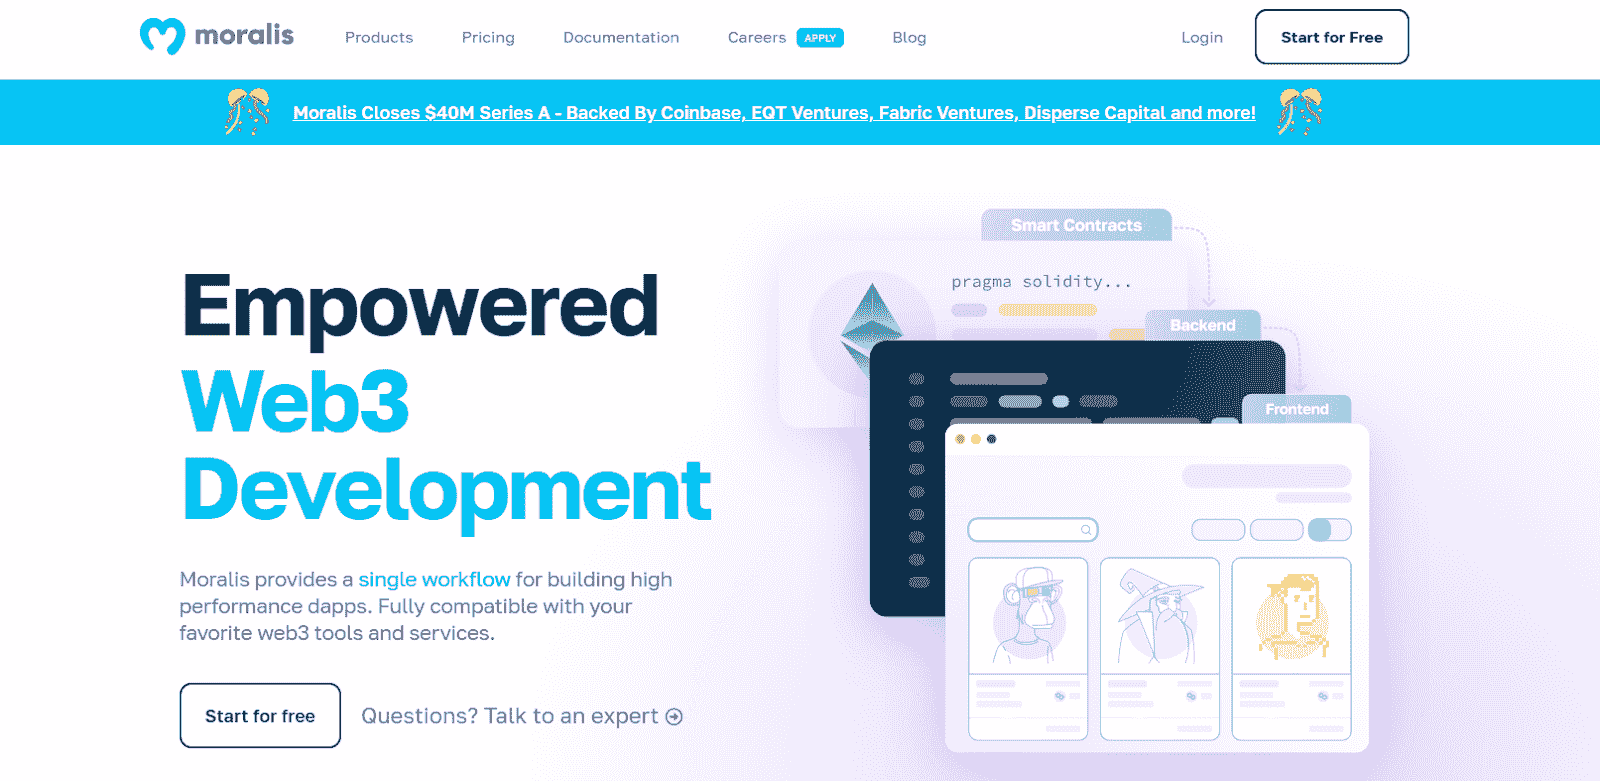 moralis
Products
Pricing
Documentation
Careers
APPLY
Blog
Login
Start for Free
Moralis Closes $40M Series A - Backed By Coinbase, EQT Ventures, Fabric Ventures, Disperse Capital and more!
Smart Contracts
pragma solidity...
Backend
Frontend
Empowered
Web3
Development
Moralis provides a single workflow for building high
performance dapps. Fully compatible with your
favorite web3 tools and services.
Start for free
Questions? Talk to an expert